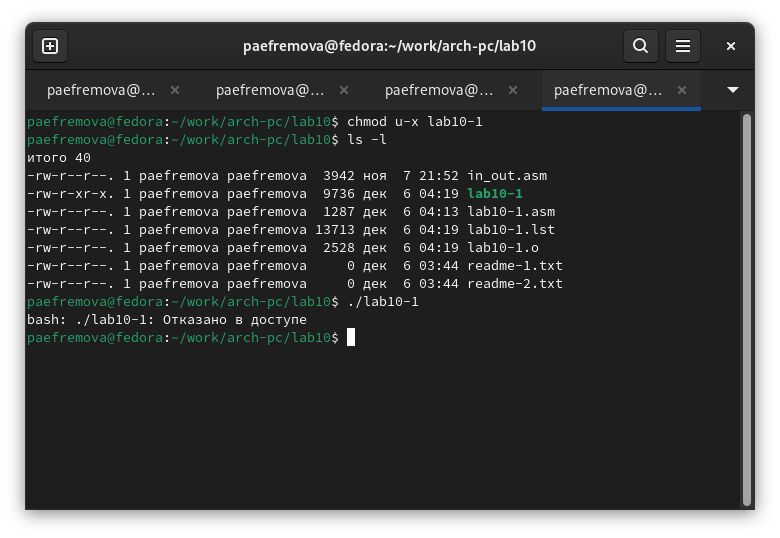 paefremova@fedora:~/work/arch-pc/lab10
paefremova@... paefremova@... paefremova@... paefremova@...
paefremova@fedora:~/work/arch-pc/lab10$ chmod u-x lab10-1
paefremova@fedora:~/work/arch-pc/lab10$ ls -l
итого 40
-rw-r--r--. 1 paefremova paefremova  3942 ноя  7 21:52 in_out.asm
-rw-r-xr-x. 1 paefremova paefremova  9736 дек  6 04:19 lab10-1
-rw-r--r--. 1 paefremova paefremova  1287 дек  6 04:13 lab10-1.asm
-rw-r--r--. 1 paefremova paefremova 13713 дек  6 04:19 lab10-1.lst
-rw-r--r--. 1 paefremova paefremova  2528 дек  6 04:19 lab10-1.o
-rw-r--r--. 1 paefremova paefremova     0 дек  6 03:44 readme-1.txt
-rw-r--r--. 1 paefremova paefremova     0 дек  6 03:44 readme-2.txt
paefremova@fedora:~/work/arch-pc/lab10$ ./lab10-1
bash: ./lab10-1: Отказано в доступе
paefremova@fedora:~/work/arch-pc/lab10$